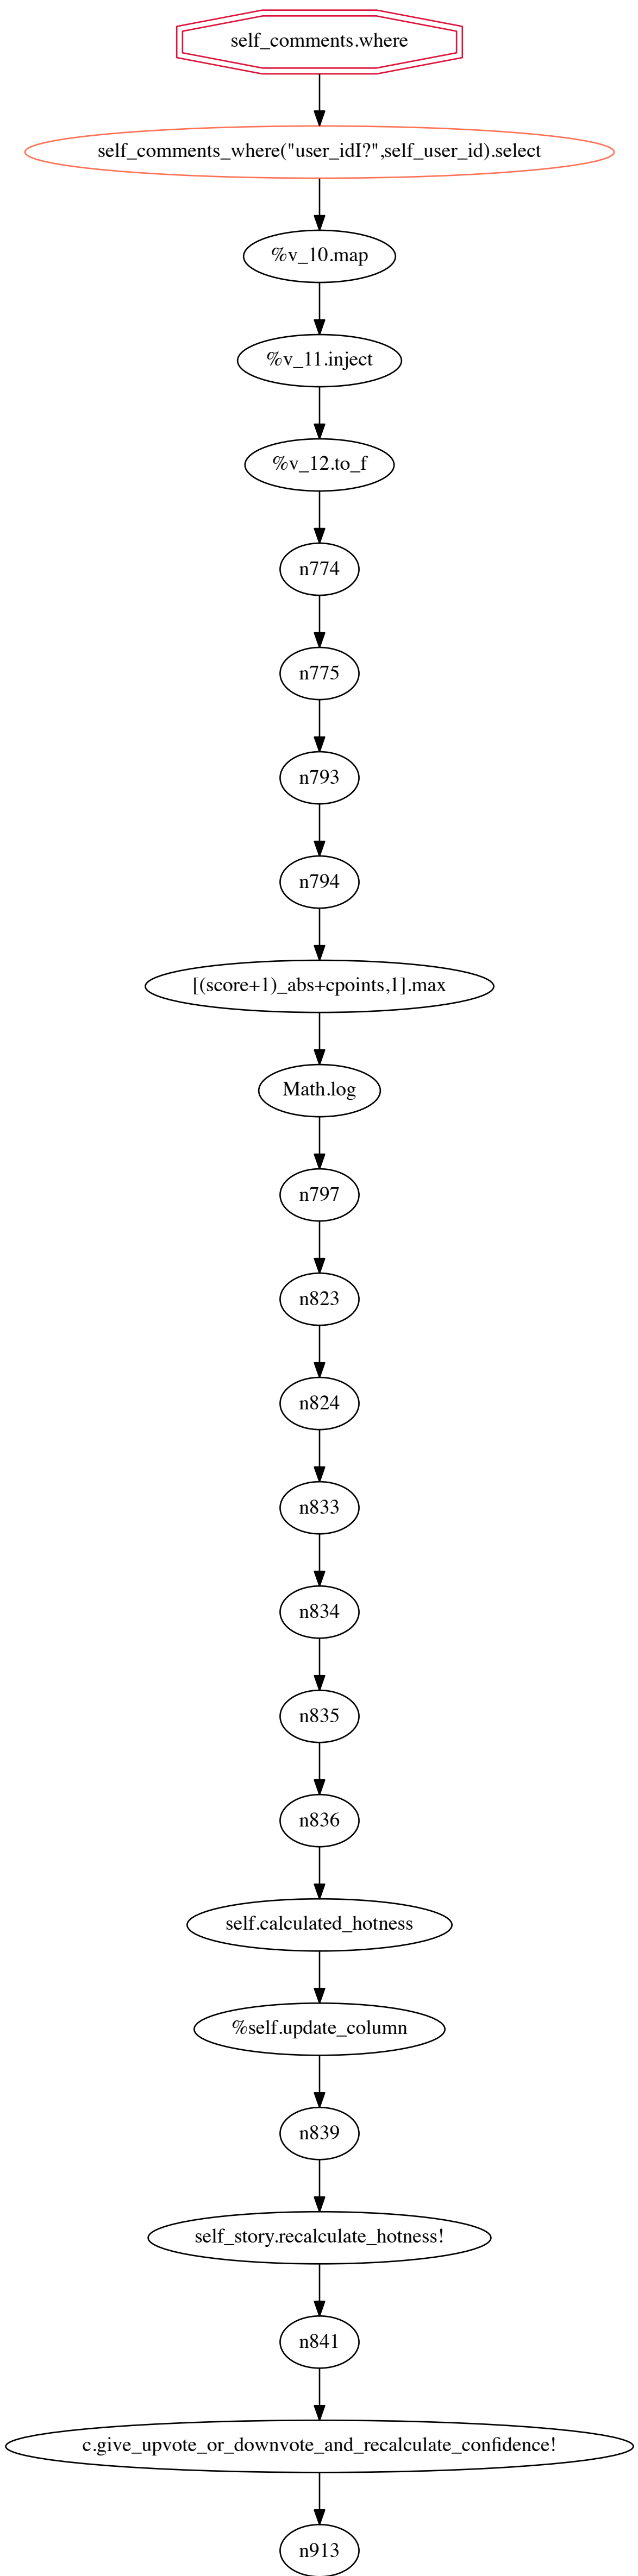 self_comments.where
self_comments_where("user_idI?",self_user_id).select
%v_10.map
%v_11.inject
%v_12.to_f
n774
n775
n793
n794
[(score+1)_abs+cpoints,1].max
Math.log
n797
n823
n824
n833
n834
n835
n836
self.calculated_hotness
%self.update_column
n839
self_story.recalculate_hotness!
n841
c.give_upvote_or_downvote_and_recalculate_confidence!
n913